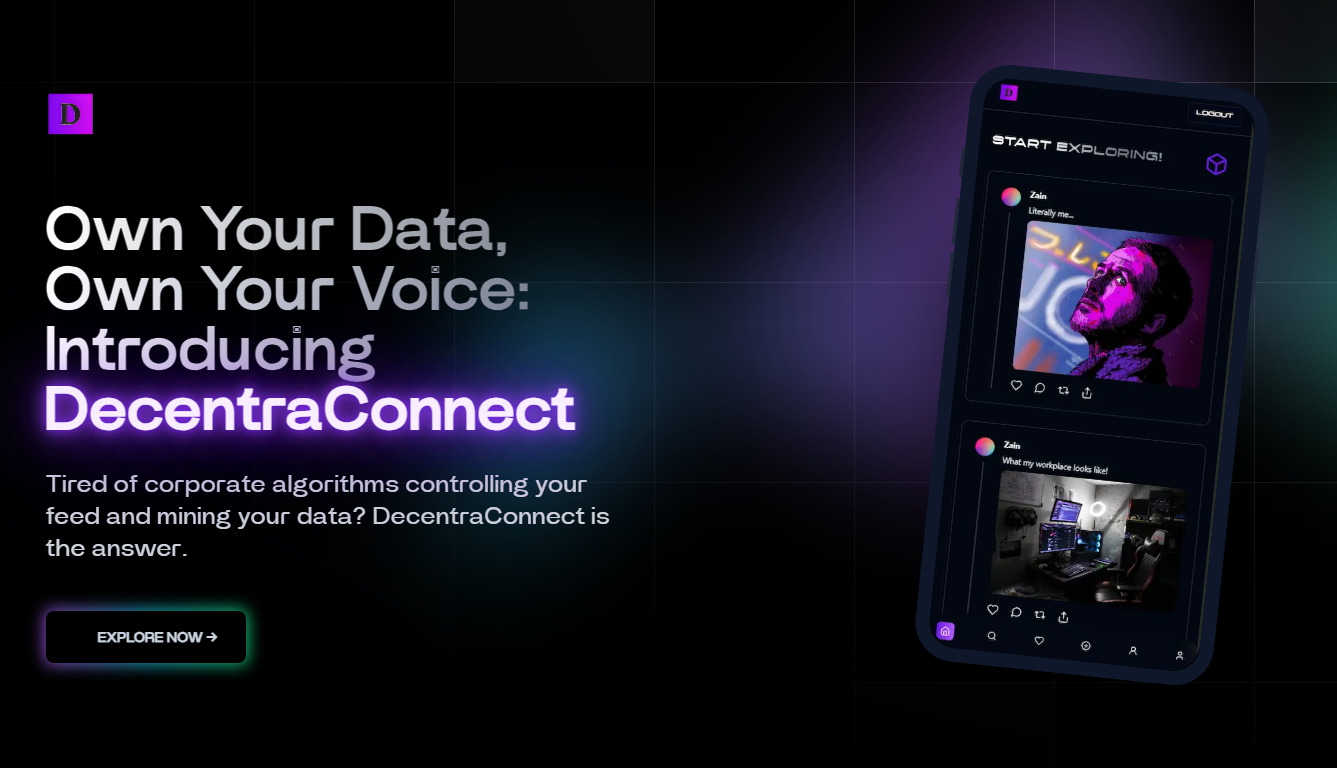 D
Own Your Data,
Own Your Voice:
Introducing
DecentraConnect
Tired of corporate algorithms controlling your
feed and mining your data? DecentraConnect is
the answer.
EXPLORE NOW →
D
LOGOUT
START EXPLORING!
Zain
Literally me...
Zain
What my workplace looks like!